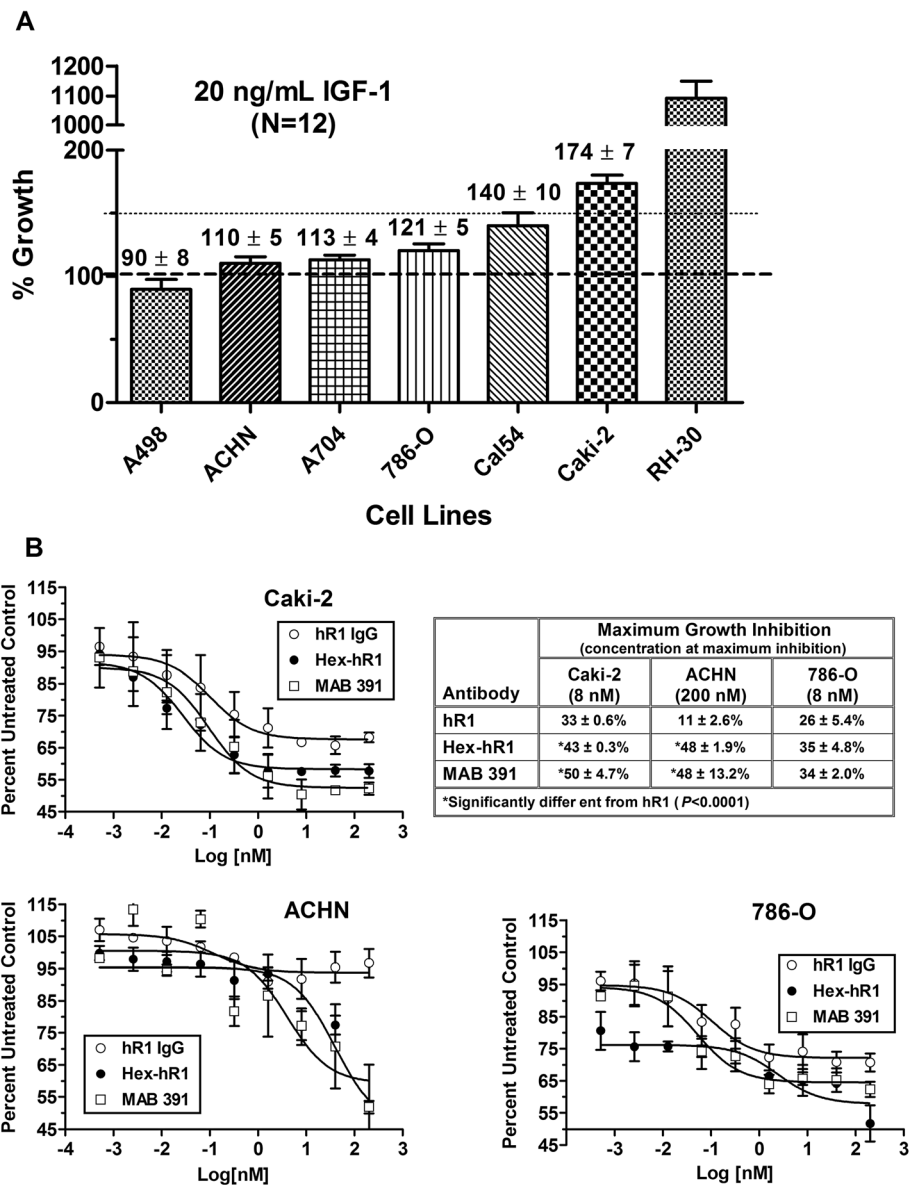 A
1200
1100
1000
200
100
0
% Growth
20 ng/mL IGF-1
(N=12)
90 ± 8
110 ± 5
113 ± 4
121 ± 5
140 ± 10
174 ± 7
A498
ACHN
A704
786-O
Cal54
Caki-2
RH-30
Cell Lines
B
Caki-2
Percent Untreated Control
115
105
95
85
75
65
55
45
-4 -3 -2 -1 0 1 2 3
Log [nM]
hR1 IgG
Hex-hR1
MAB 391
Maximum Growth Inhibition
(concentration at maximum inhibition)
Antibody
Caki-2
(8 nM)
ACHN
(200 nM)
786-O
(8 nM)
hR1 33 ± 0.6% 11 ± 2.6% 26 ± 5.4%
Hex-hR1 *43 ± 0.3% *48 ± 1.9% 35 ± 4.8%
MAB 391 *50 ± 4.7% *48 ± 13.2% 34 ± 2.0%
*Significantly differ ent from hR1 ( P<0.0001)
ACHN
Percent Untreated Control
115
105
95
85
75
65
55
45
-4 -3 -2 -1 0 1 2 3
Log[nM]
hR1 IgG
Hex-hR1
MAB 391
786-O
Percent Untreated Control
115
105
95
85
75
65
55
45
-3 -2 -1 0 1 2 3
Log [nM]
hR1 IgG
Hex-hR1
MAB 391